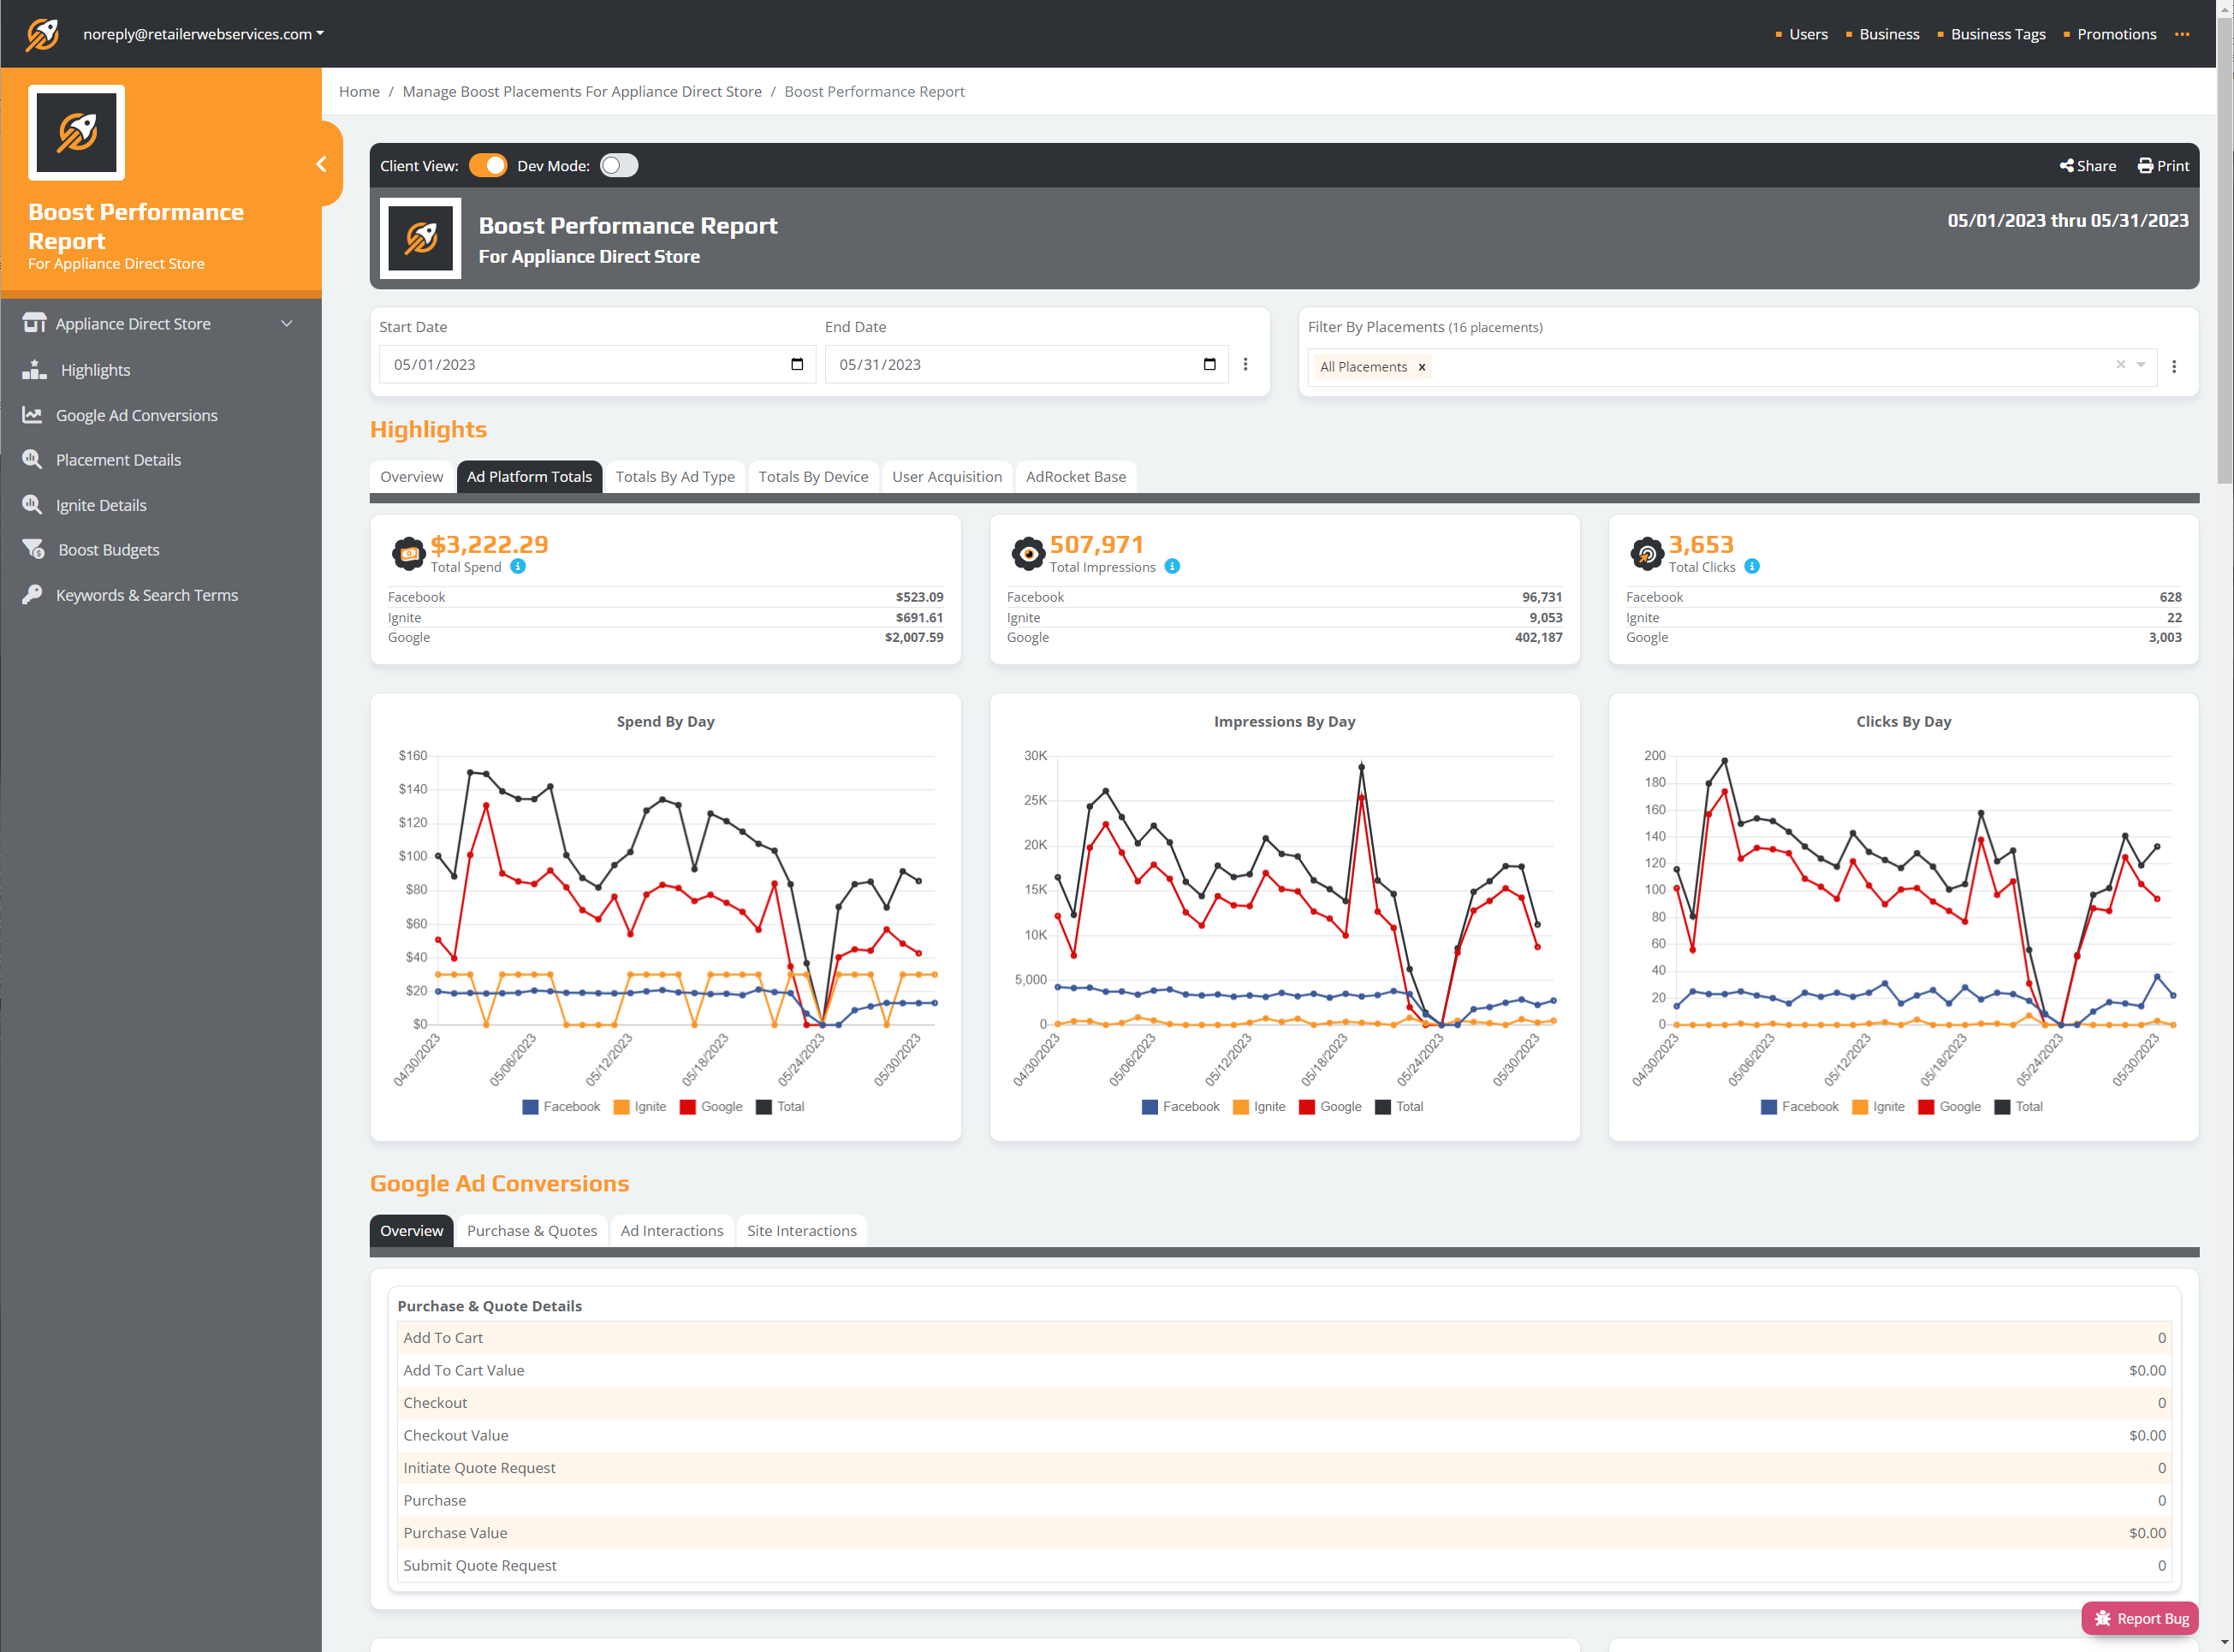 noreply@retailerwebservices.com
Users Business Business Tags Promotions
Boost Performance
Report
For Appliance Direct Store
Appliance Direct Store
Highlights
Google Ad Conversions
Placement Details
Ignite Details
Boost Budgets
Keywords & Search Terms
Home / Manage Boost Placements For Appliance Direct Store / Boost Performance Report
Client View: Dev Mode: Share Print
Boost Performance Report
For Appliance Direct Store
05/01/2023 thru 05/31/2023
Start Date End Date
05/01/2023 05/31/2023
Filter By Placements (16 placements)
All Placements x
Highlights
Overview Ad Platform Totals Totals By Ad Type Totals By Device User Acquisition AdRocket Base
$3,222.29
Total Spend
Facebook $523.09
Ignite $691.61
Google $2,007.59
507,971
Total Impressions
Facebook 96,731
Ignite 9,053
Google 402,187
3,653
Total Clicks
Facebook 628
Ignite 22
Google 3,003
Spend By Day
$160
$140
$120
$100
$80
$60
$40
$20
$0
04/30/2023 05/06/2023 05/12/2023 05/18/2023 05/24/2023 05/30/2023
Facebook Ignite Google Total
Impressions By Day
30K
25K
20K
15K
10K
5,000
0
04/30/2023 05/06/2023 05/12/2023 05/18/2023 05/24/2023 05/30/2023
Facebook Ignite Google Total
Clicks By Day
200
180
160
140
120
100
80
60
40
20
0
04/30/2023 05/06/2023 05/12/2023 05/18/2023 05/24/2023 05/30/2023
Facebook Ignite Google Total
Google Ad Conversions
Overview Purchase & Quotes Ad Interactions Site Interactions
Purchase & Quote Details
Add To Cart 0
Add To Cart Value $0.00
Checkout 0
Checkout Value $0.00
Initiate Quote Request 0
Purchase 0
Purchase Value $0.00
Submit Quote Request 0
Report Bug